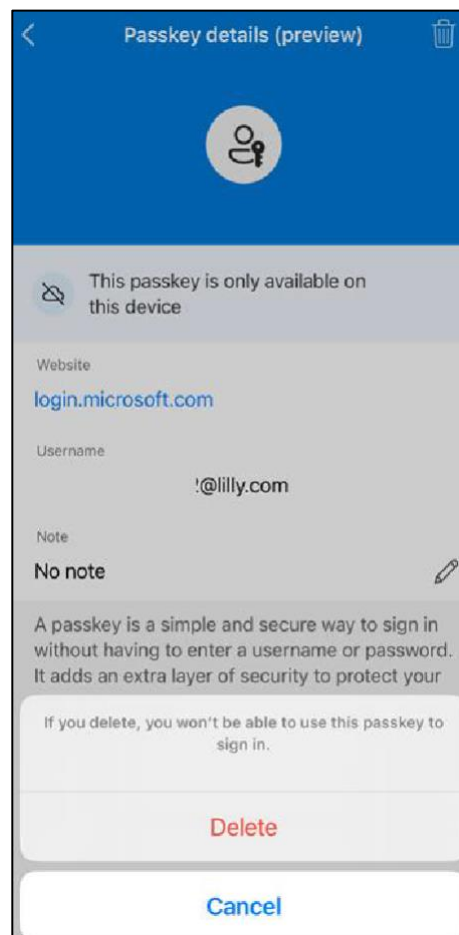 Passkey details (preview)
This passkey is only available on
this device
Website
login.microsoft.com
Username
!@lilly.com
Note
No note
A passkey is a simple and secure way to sign in
without having to enter a username or password.
It adds an extra layer of security to protect your
If you delete, you won't be able to use this passkey to
sign in.
Delete
Cancel